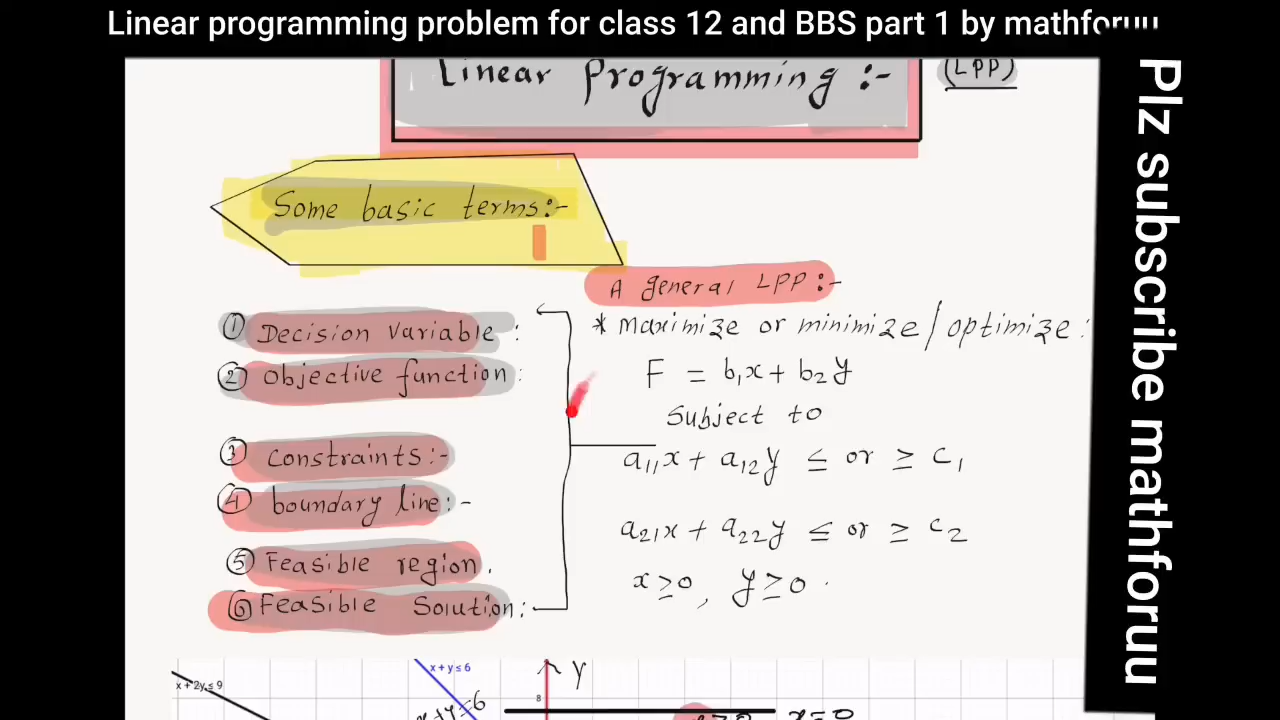 Linear programming problem for class 12 and BBS part 1 by mathforuu
Linear Programming :-
(LPP)
Some basic terms:-
A general LPP:-
① Decision Variable :
② Objective function :
③ Constraints:-
④ boundary line: -
⑤ Feasible region.
⑥ Feasible Solution:
* Maximize or minimize/optimize:
F = b₁x + b₂y
Subject to
a₁₁x + a₁₂y ≤ or ≥ c₁
a₂₁x + a₂₂y ≤ or ≥ c₂
x ≥ 0, y ≥ 0
x + 2y ≤ 9
x + y ≤ 6
x+y=6
Y
8
x=0
Plz subscribe mathforuu